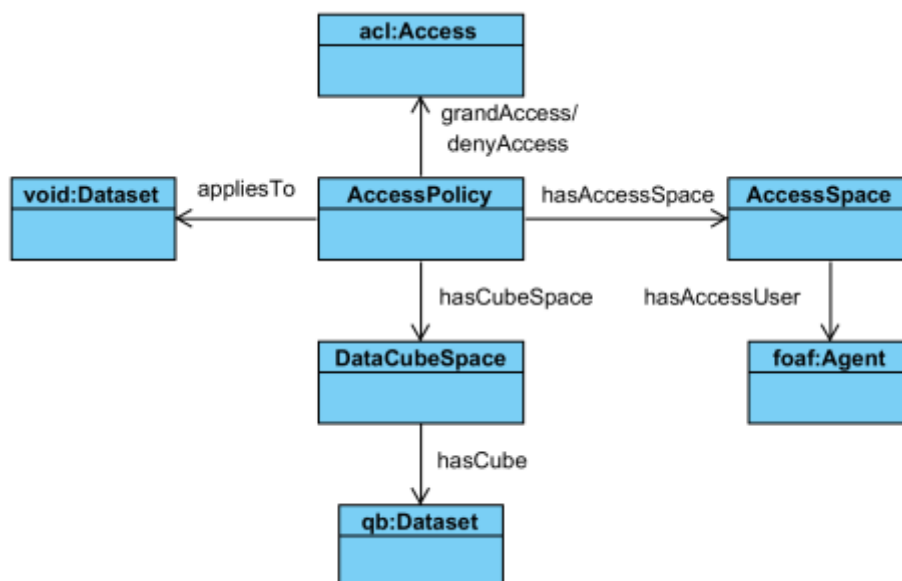 acl:Access
grandAccess/
denyAccess
void:Dataset
appliesTo
AccessPolicy
hasAccessSpace
AccessSpace
hasCubeSpace
hasAccessUser
DataCubeSpace
foaf:Agent
hasCube
qb:Dataset